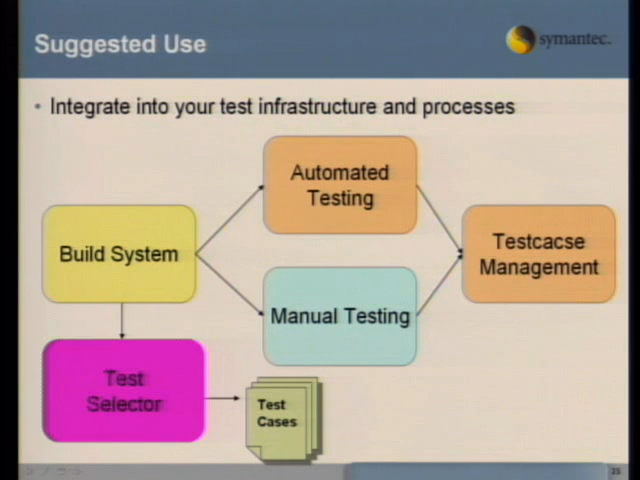 Suggested Use
symantec.
• Integrate into your test infrastructure and processes
Automated
Testing
Build System
Testcacse
Management
Manual Testing
Test
Selector
Test
Cases
25